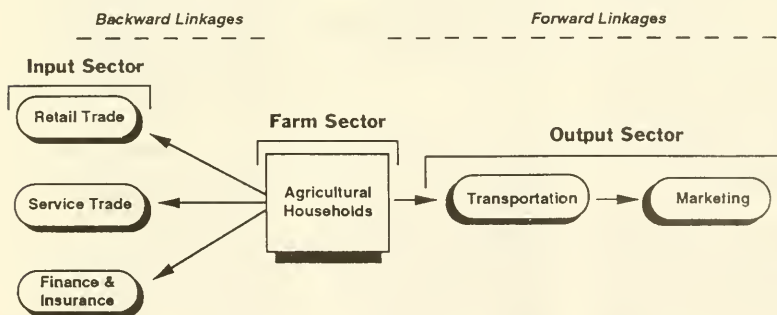 Backward Linkages
Forward Linkages
Input Sector
Retail Trade
Farm Sector
Output Sector
Agricultural
Households
Transportation
Marketing
Service Trade
Finance &
Insurance